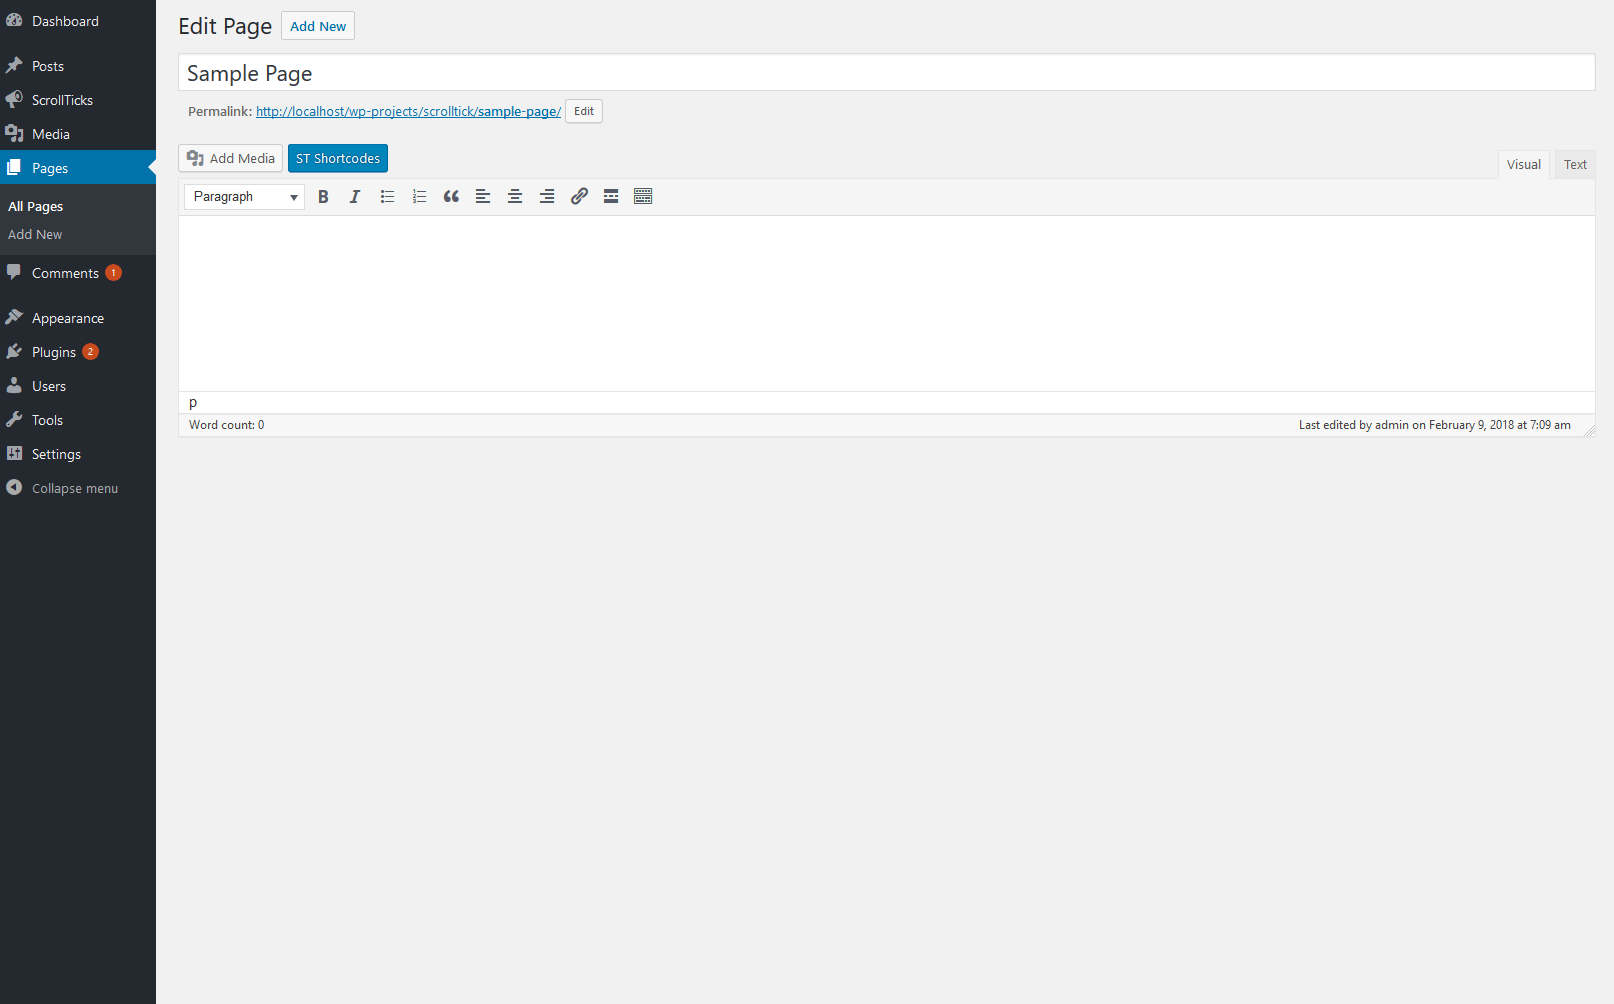 Dashboard
Posts
ScrollTicks
Media
Pages
All Pages
Add New
Comments 1
Appearance
Plugins 2
Users
Tools
Settings
Collapse menu
Edit Page Add New
Sample Page
Permalink: http://localhost/wp-projects/scrolltick/sample-page/ Edit
Add Media ST Shortcodes
Visual Text
Paragraph B I
p
Word count: 0 Last edited by admin on February 9, 2018 at 7:09 am